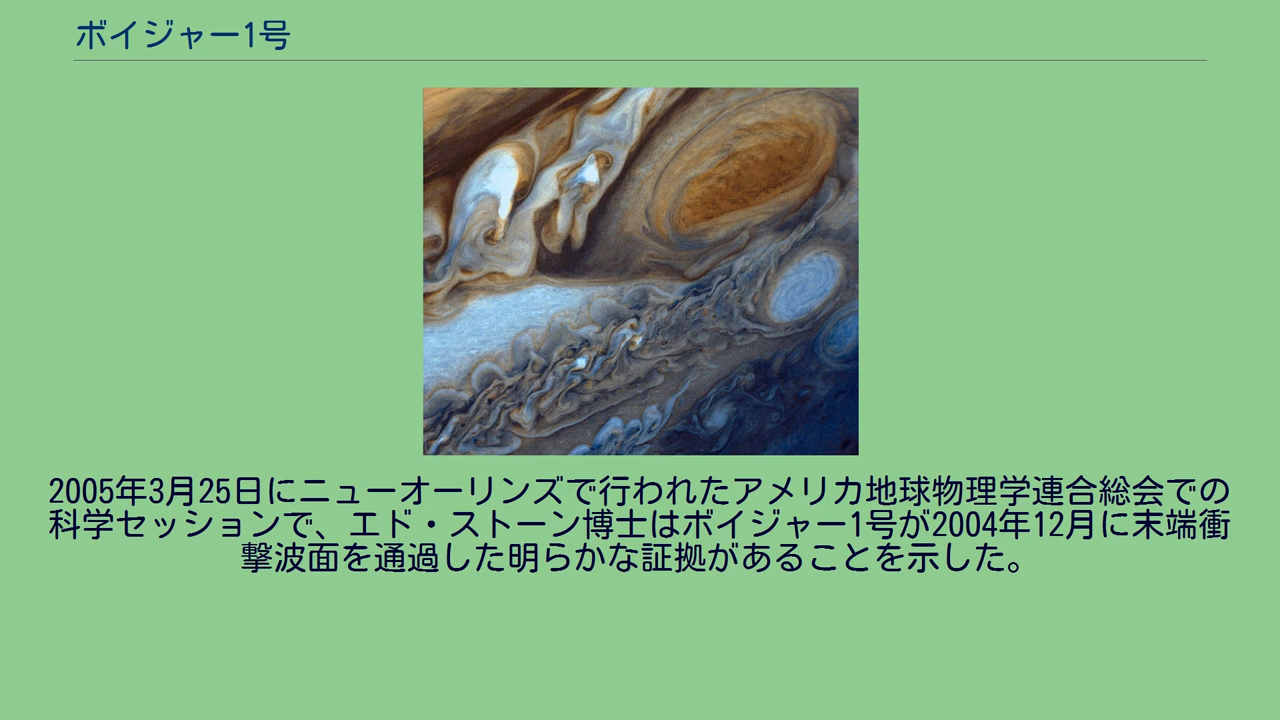 ボイジャー1号
2005年3月25日にニューオーリンズで行われたアメリカ地球物理学連合総会での
科学セッションで、エド・ストーン博士はボイジャー1号が2004年12月に末端衝
撃波面を通過した明らかな証拠があることを示した。